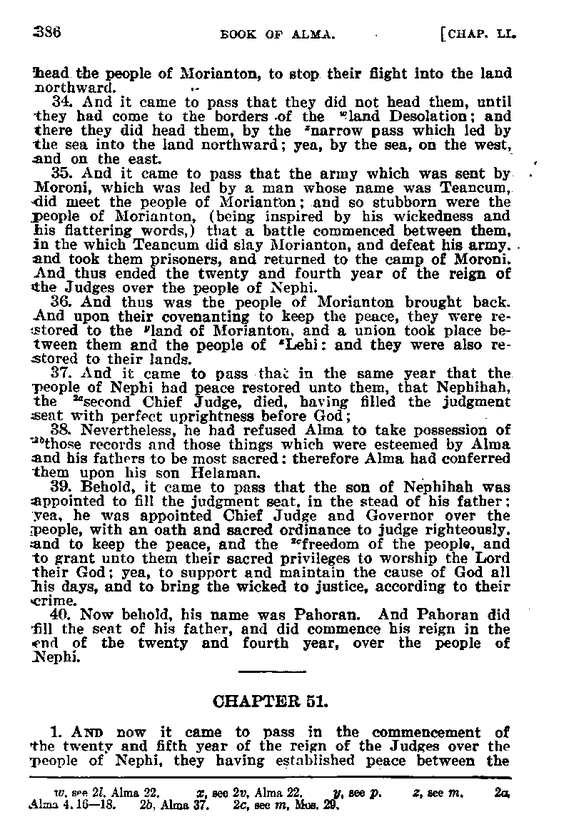 386 BOOK OF ALMA. [CHAP. LI.
head the people of Morianton, to stop their flight into the land
northward.
34. And it came to pass that they did not head them, until
they had come to the borders of the ʷland Desolation; and
there they did head them, by the ˣnarrow pass which led by
the sea into the land northward; yea, by the sea, on the west,
and on the east.
35. And it came to pass that the army which was sent by
Moroni, which was led by a man whose name was Teancum,
did meet the people of Morianton; and so stubborn were the
people of Morianton, (being inspired by his wickedness and
his flattering words,) that a battle commenced between them,
in the which Teancum did slay Morianton, and defeat his army.
and took them prisoners, and returned to the camp of Moroni.
And thus ended the twenty and fourth year of the reign of
the Judges over the people of Nephi.
36. And thus was the people of Morianton brought back.
And upon their covenanting to keep the peace, they were re-
stored to the ʸland of Morianton, and a union took place be-
tween them and the people of ᶻLehi: and they were also re-
stored to their lands.
37. And it came to pass that in the same year that the
people of Nephi had peace restored unto them, that Nephihah,
the ²ᵃsecond Chief Judge, died, having filled the judgment
seat with perfect uprightness before God;
38. Nevertheless, he had refused Alma to take possession of
²ᵇthose records and those things which were esteemed by Alma
and his fathers to be most sacred: therefore Alma had conferred
them upon his son Helaman.
39. Behold, it came to pass that the son of Nephihah was
appointed to fill the judgment seat, in the stead of his father;
yea, he was appointed Chief Judge and Governor over the
people, with an oath and sacred ordinance to judge righteously.
and to keep the peace, and the ²ᶜfreedom of the people, and
to grant unto them their sacred privileges to worship the Lord
their God; yea, to support and maintain the cause of God all
his days, and to bring the wicked to justice, according to their
crime.
40. Now behold, his name was Pahoran. And Pahoran did
fill the seat of his father, and did commence his reign in the
end of the twenty and fourth year, over the people of
Nephi.
CHAPTER 51.
1. AND now it came to pass in the commencement of
the twenty and fifth year of the reign of the Judges over the
people of Nephi, they having established peace between the
w, see 2l, Alma 22. x, see 2v, Alma 22. y, see p. z, see m. 2a,
Alma 4.16—18. 2b, Alma 37. 2c, see m, Mos. 29.